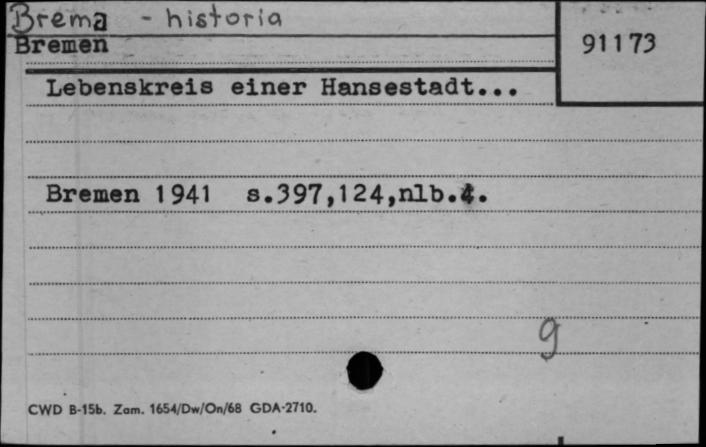 Brema - historia
Bremen
91173
Lebenskreis einer Hansestadt...
Bremen 1941 s.397,124,nlb.4.
g
CWD B-15b. Zam. 1654/Dw/On/68 GDA-2710.